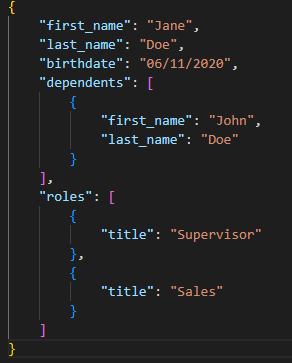 {
    "first_name": "Jane",
    "last_name": "Doe",
    "birthdate": "06/11/2020",
    "dependents": [
        {
            "first_name": "John",
            "last_name": "Doe"
        }
    ],
    "roles": [
        {
            "title": "Supervisor"
        },
        {
            "title": "Sales"
        }
    ]
}